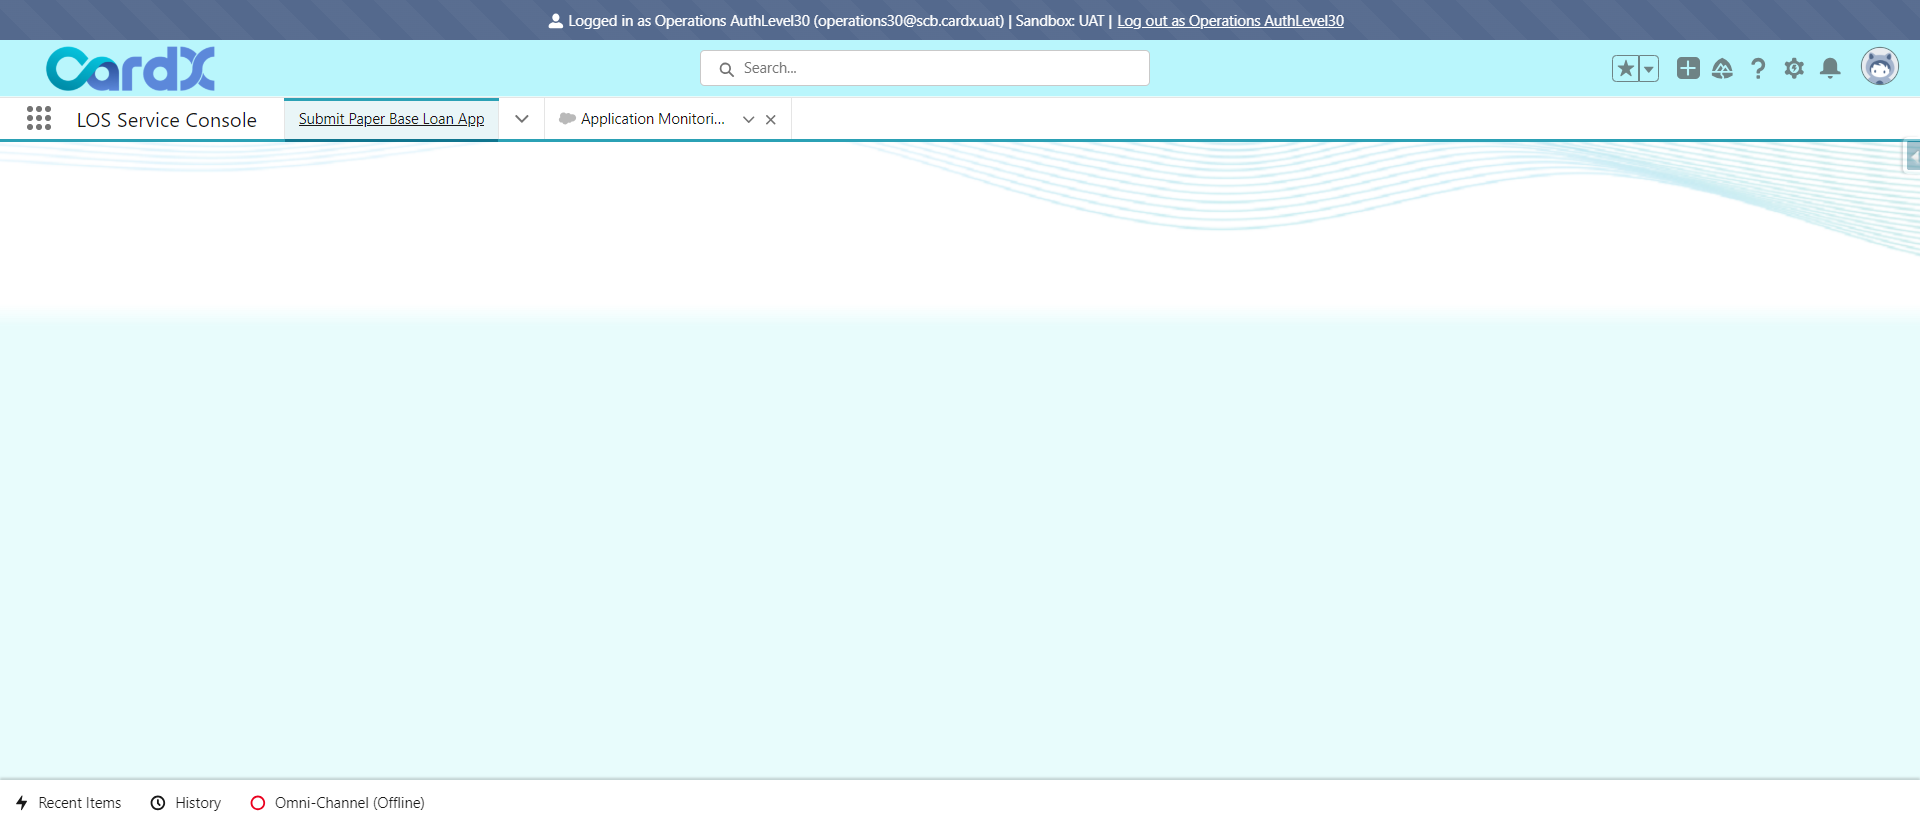 Logged in as Operations AuthLevel30 (operations30@scb.cardx.uat) | Sandbox: UAT | Log out as Operations AuthLevel30
CardX
Search...
LOS Service Console
Submit Paper Base Loan App
Application Monitori...
Recent Items
History
Omni-Channel (Offline)